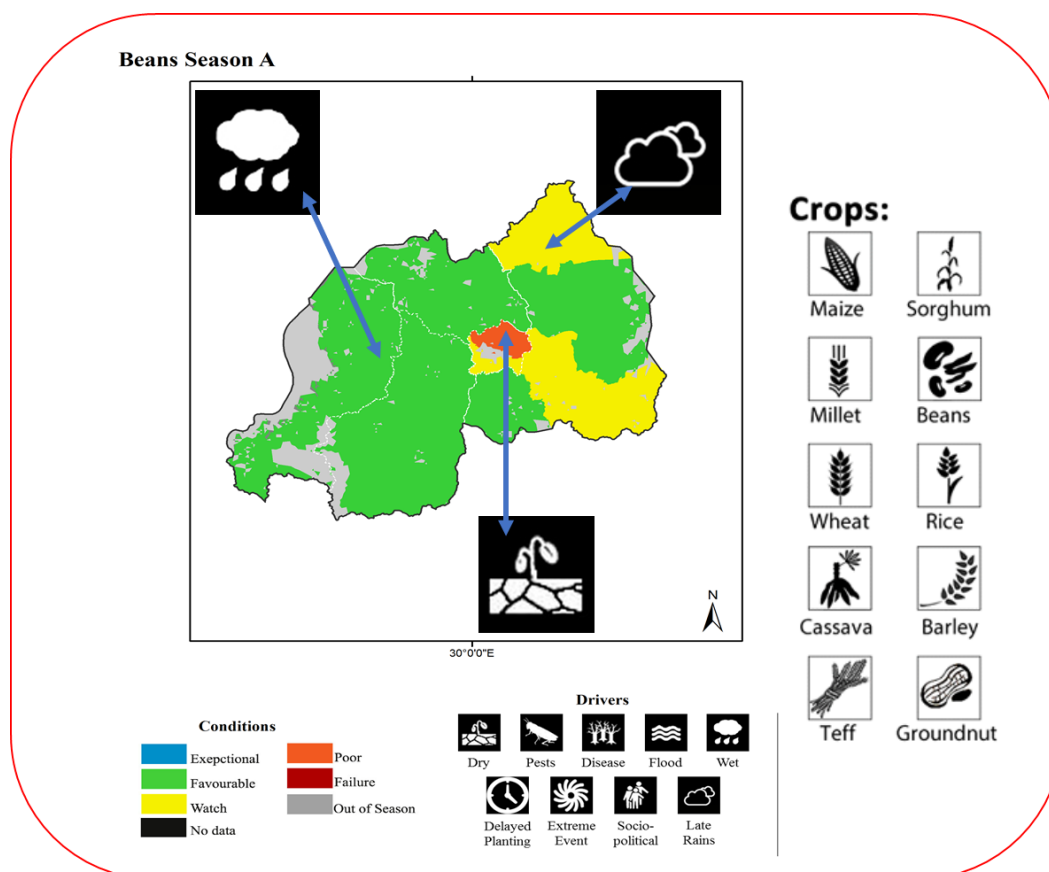 Beans Season A
N
30°0'0"E
Crops:
Maize
Sorghum
Millet
Beans
Wheat
Rice
Cassava
Barley
Teff
Groundnut
Conditions
Exepctional
Poor
Favourable
Failure
Watch
Out of Season
No data
Drivers
Dry
Pests
Disease
Flood
Wet
Delayed
Planting
Extreme
Event
Socio-
political
Late
Rains